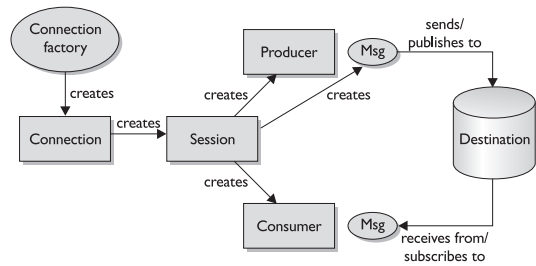 Connection
factory
creates
Connection
creates
Session
creates
Producer
creates
Msg
sends/
publishes to
Destination
creates
Consumer
Msg
receives from/
subscribes to